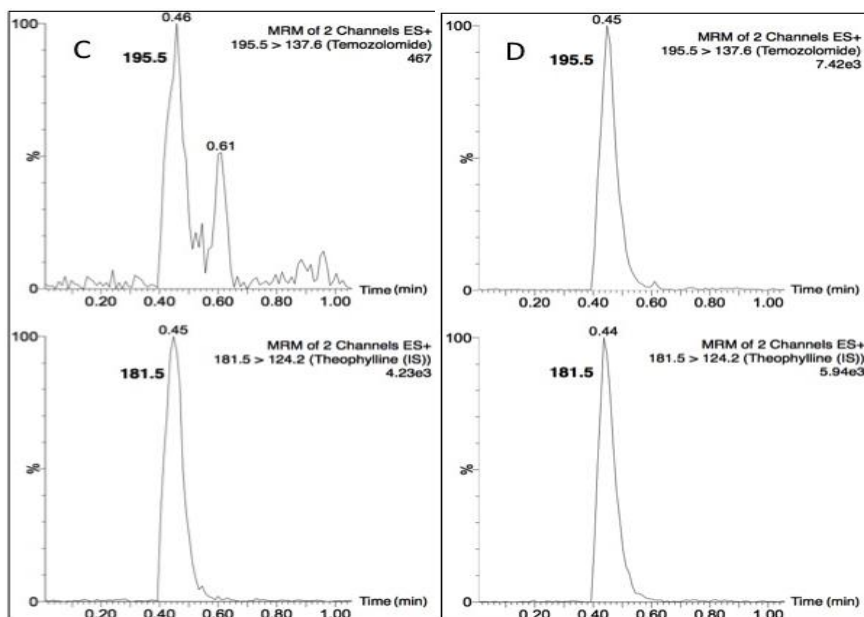 C
0.46
MRM of 2 Channels ES+
195.5 > 137.6 (Temozolomide)
467
195.5
0.61
100
%
0
0.20 0.40 0.60 0.80 1.00
Time (min)
0.45
MRM of 2 Channels ES+
181.5 > 124.2 (Theophylline (IS))
4.23e3
181.5
100
%
0
0.20 0.40 0.60 0.80 1.00
Time (min)
D
0.45
MRM of 2 Channels ES+
195.5 > 137.6 (Temozolomide)
7.42e3
195.5
100
%
0
0.20 0.40 0.60 0.80 1.00
Time (min)
0.44
MRM of 2 Channels ES+
181.5 > 124.2 (Theophylline (IS))
5.94e3
181.5
100
%
0
0.20 0.40 0.60 0.80 1.00
Time (min)